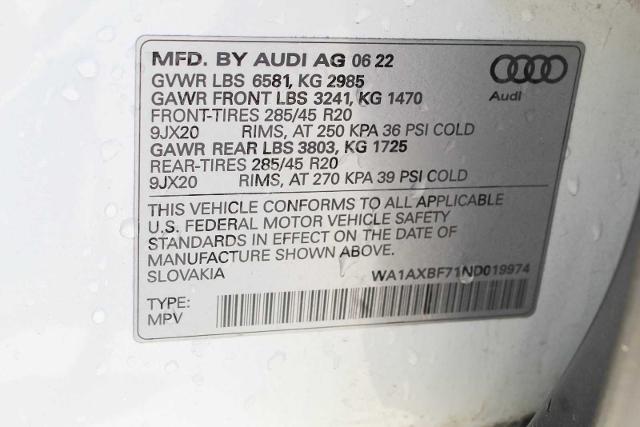 MFD. BY AUDI AG 06 22
GVWR LBS 6581, KG 2985
GAWR FRONT LBS 3241, KG 1470
FRONT-TIRES 285/45 R20
9JX20 RIMS, AT 250 KPA 36 PSI COLD
GAWR REAR LBS 3803, KG 1725
REAR-TIRES 285/45 R20
9JX20 RIMS, AT 270 KPA 39 PSI COLD
Audi
THIS VEHICLE CONFORMS TO ALL APPLICABLE
U.S. FEDERAL MOTOR VEHICLE SAFETY
STANDARDS IN EFFECT ON THE DATE OF
MANUFACTURE SHOWN ABOVE.
SLOVAKIA WA1AXBF71ND019974
TYPE:
MPV